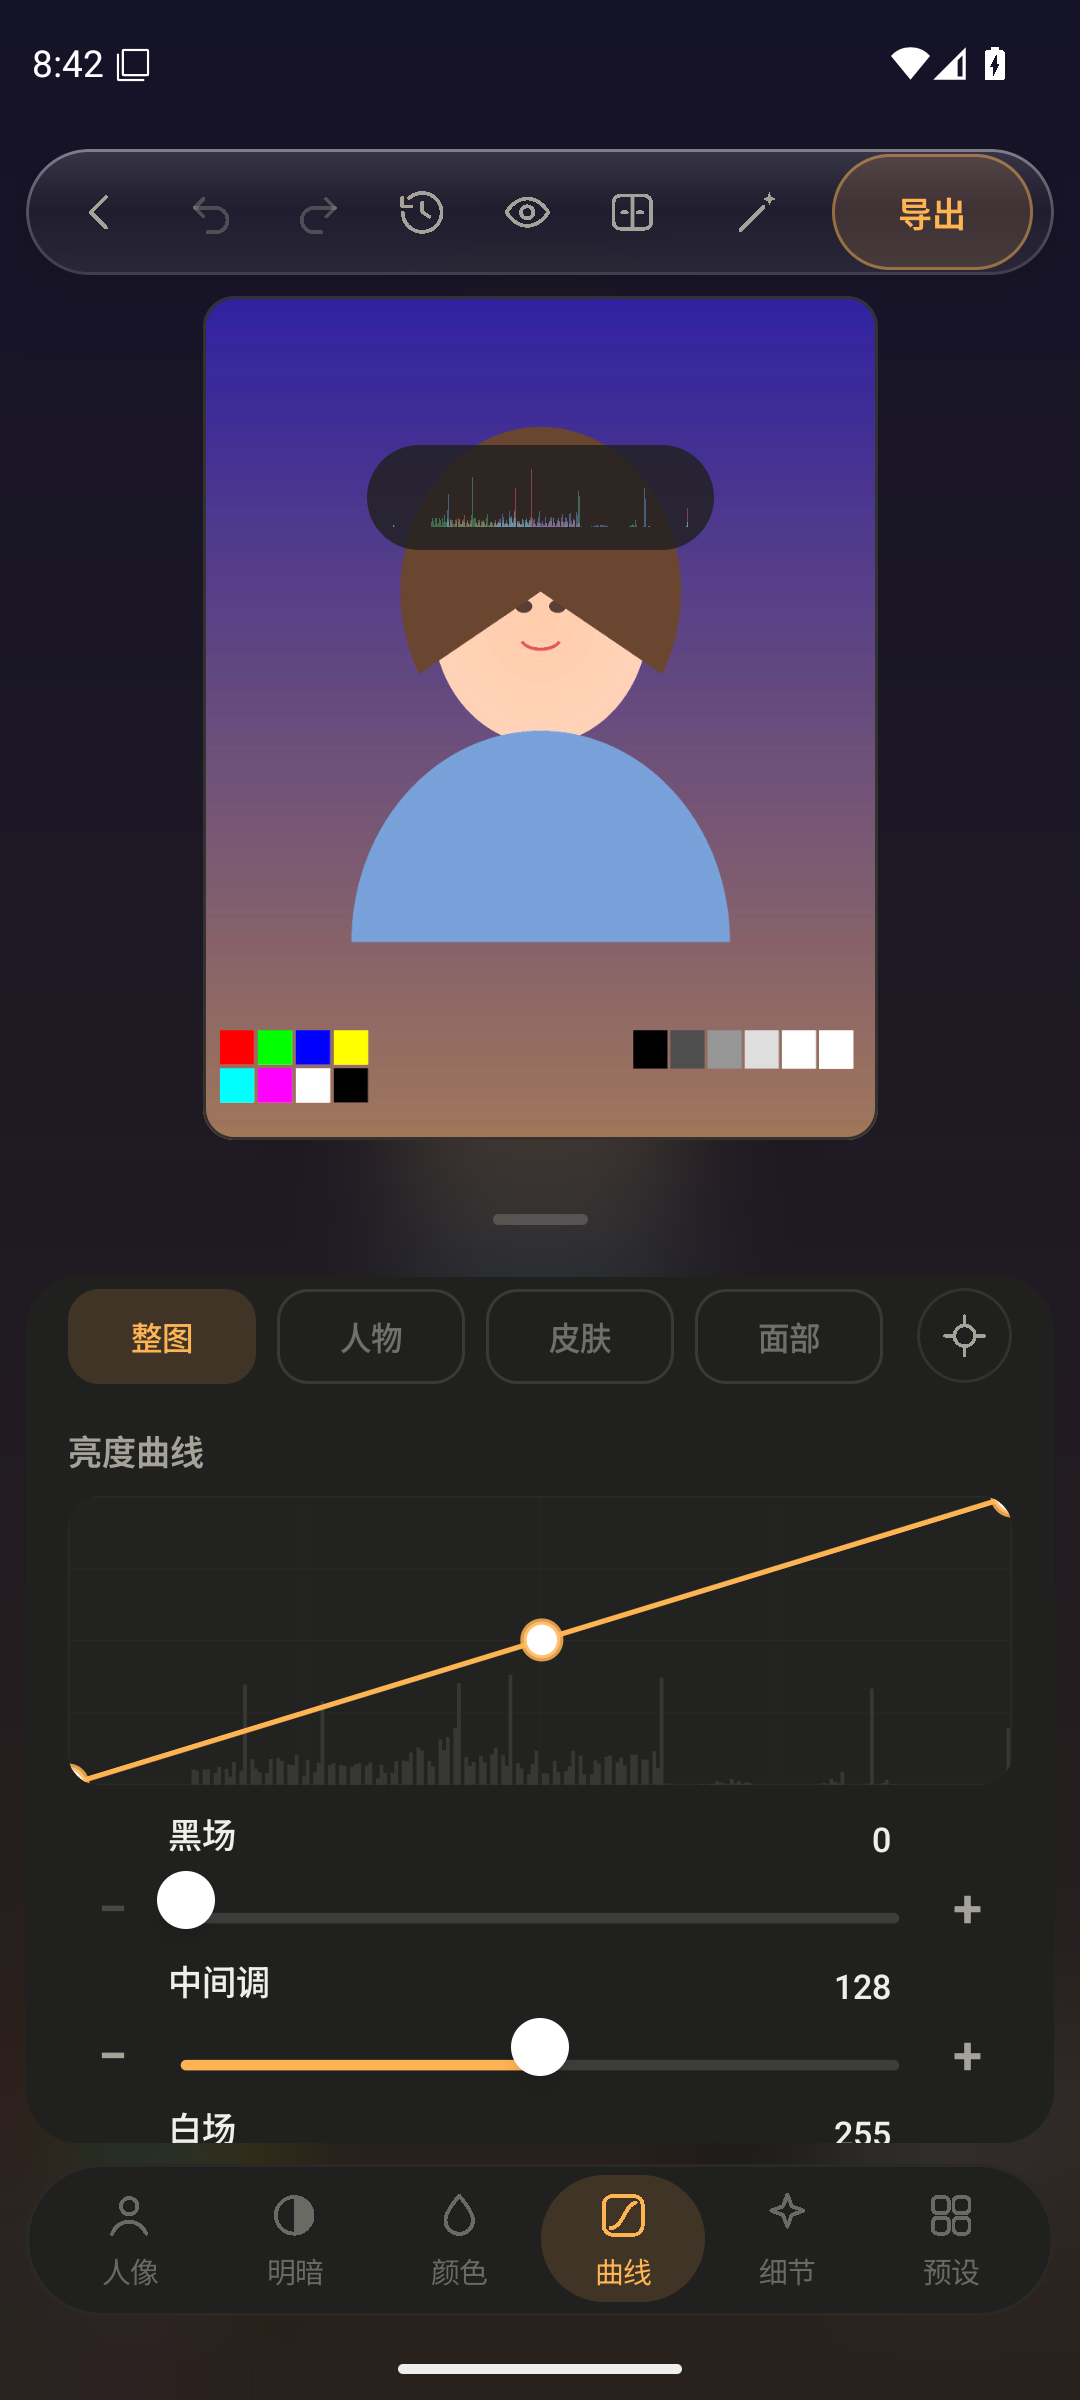 8:42
导出
整图 人物 皮肤 面部
亮度曲线
黑场 0
中间调 128
白场 255
人像 明暗 颜色 曲线 细节 预设